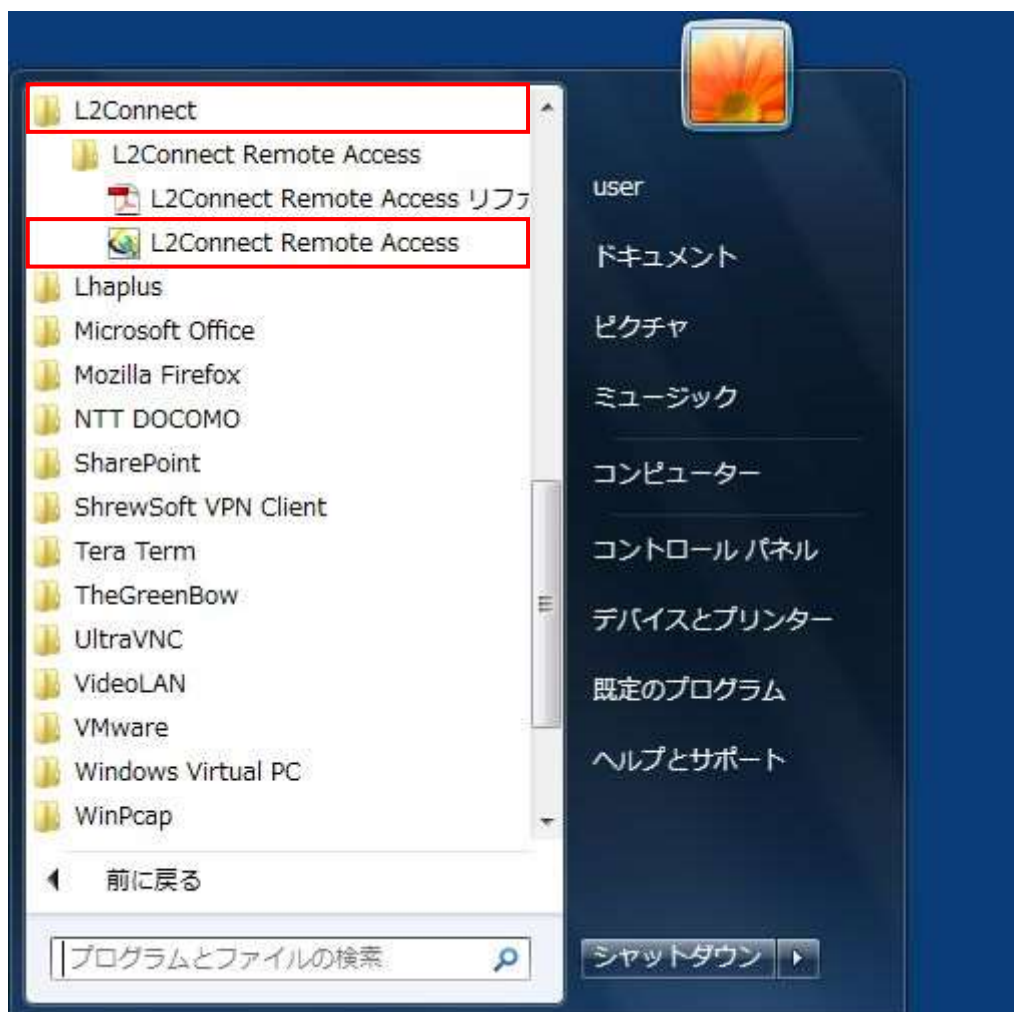 L2Connect
L2Connect Remote Access
L2Connect Remote Access リファ
L2Connect Remote Access
Lhaplus
Microsoft Office
Mozilla Firefox
NTT DOCOMO
SharePoint
ShrewSoft VPN Client
Tera Term
TheGreenBow
UltraVNC
VideoLAN
VMware
Windows Virtual PC
WinPcap
前に戻る
プログラムとファイルの検索
user
ドキュメント
ピクチャ
ミュージック
コンピューター
コントロール パネル
デバイスとプリンター
既定のプログラム
ヘルプとサポート
シャットダウン